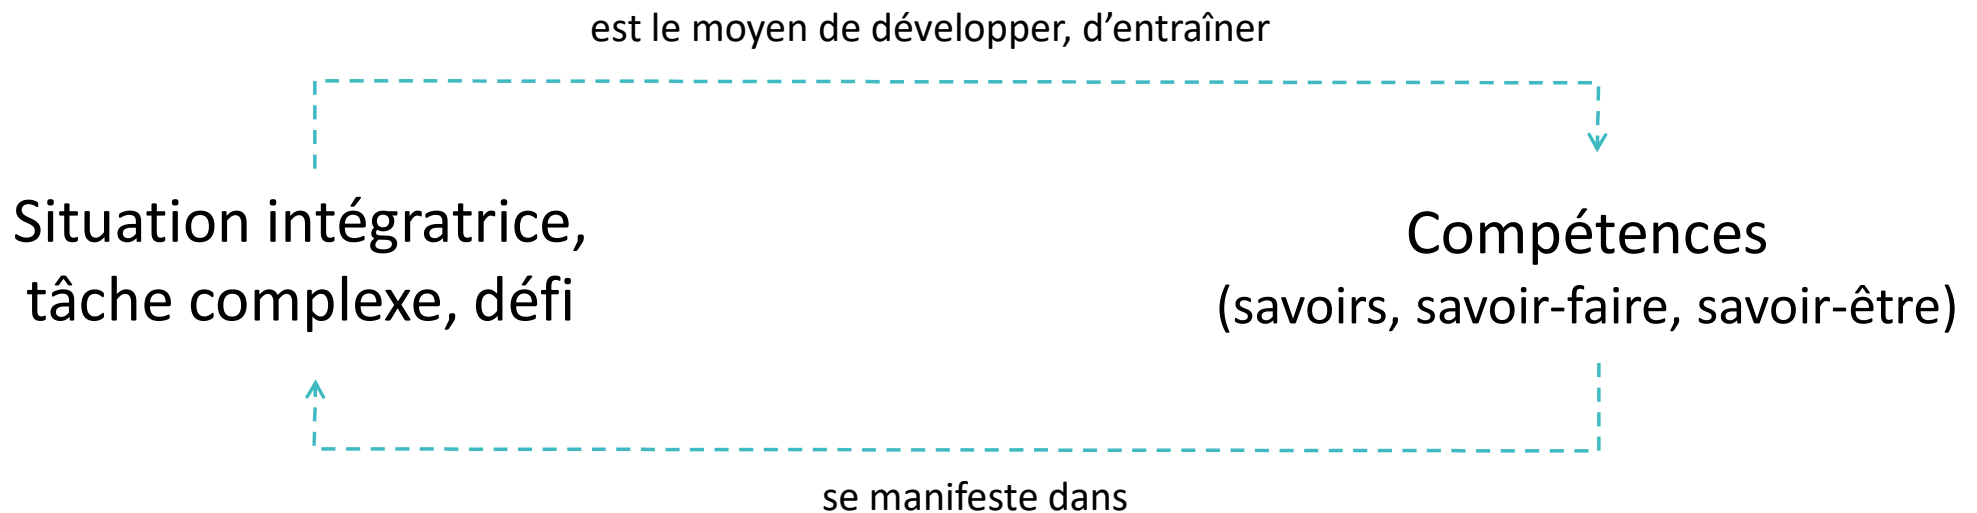 est le moyen de développer, d’entraîner
Situation intégratrice,
tâche complexe, défi
Compétences
(savoirs, savoir-faire, savoir-être)
se manifeste dans